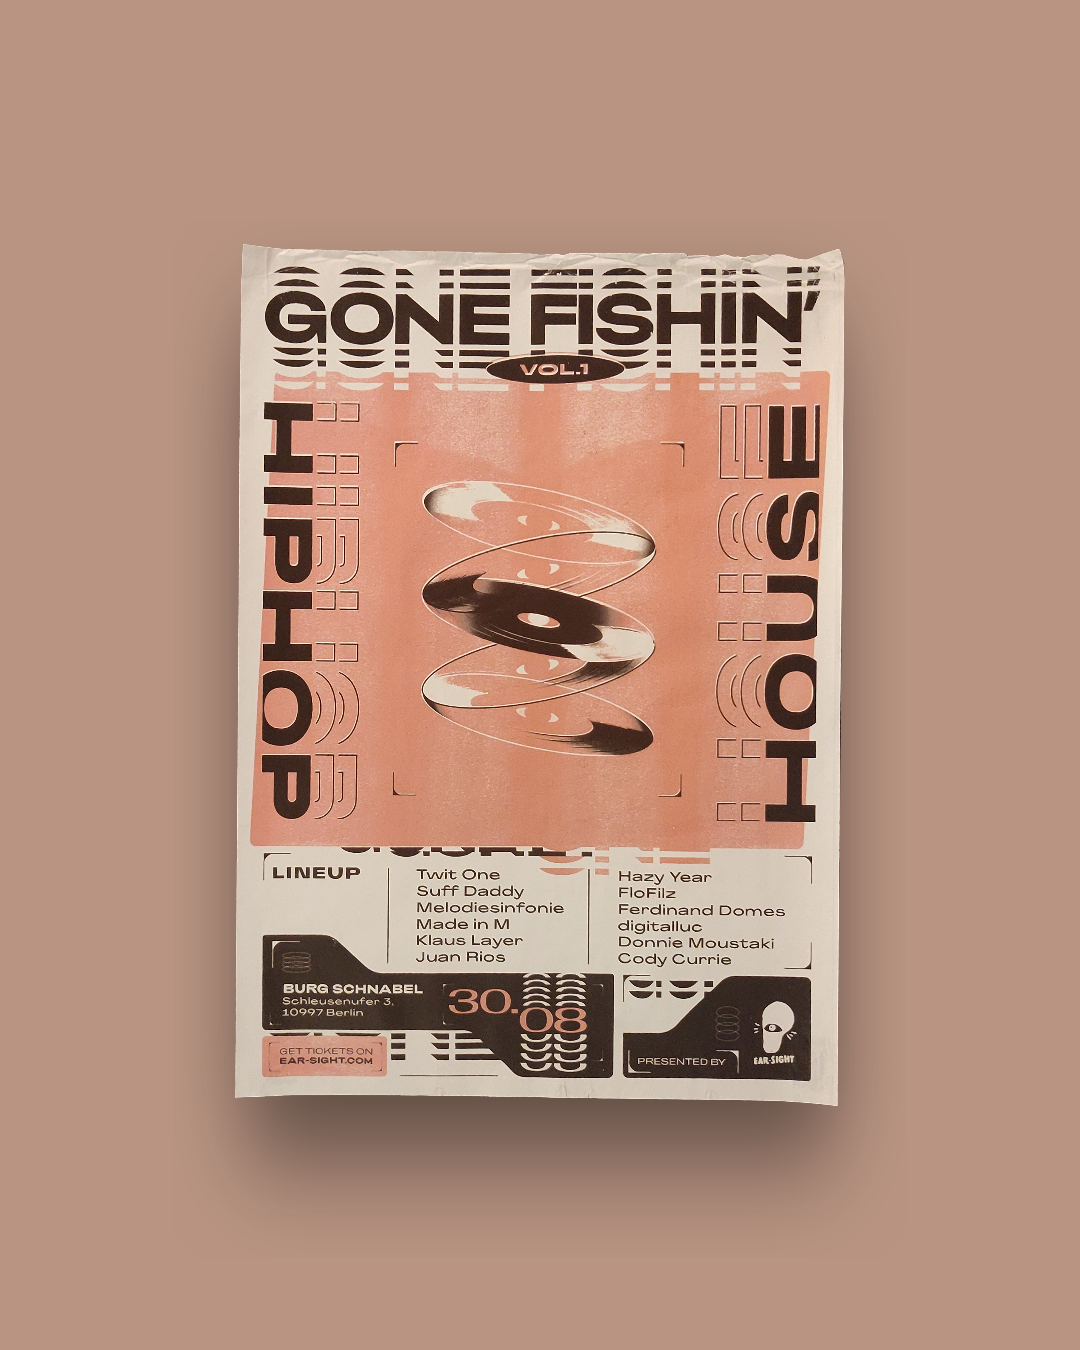 GONE FISHIN’
VOL.1
HIPHOP
HOUSE
LINEUP
Twit One
Suff Daddy
Melodiesinfonie
Made in M
Klaus Layer
Juan Rios
Hazy Year
FloFilz
Ferdinand Domes
digitalluc
Donnie Moustaki
Cody Currie
BURG SCHNABEL
Schleusenufer 3,
10997 Berlin
30.08
GET TICKETS ON
EAR-SIGHT.COM
PRESENTED BY
EAR-SIGHT